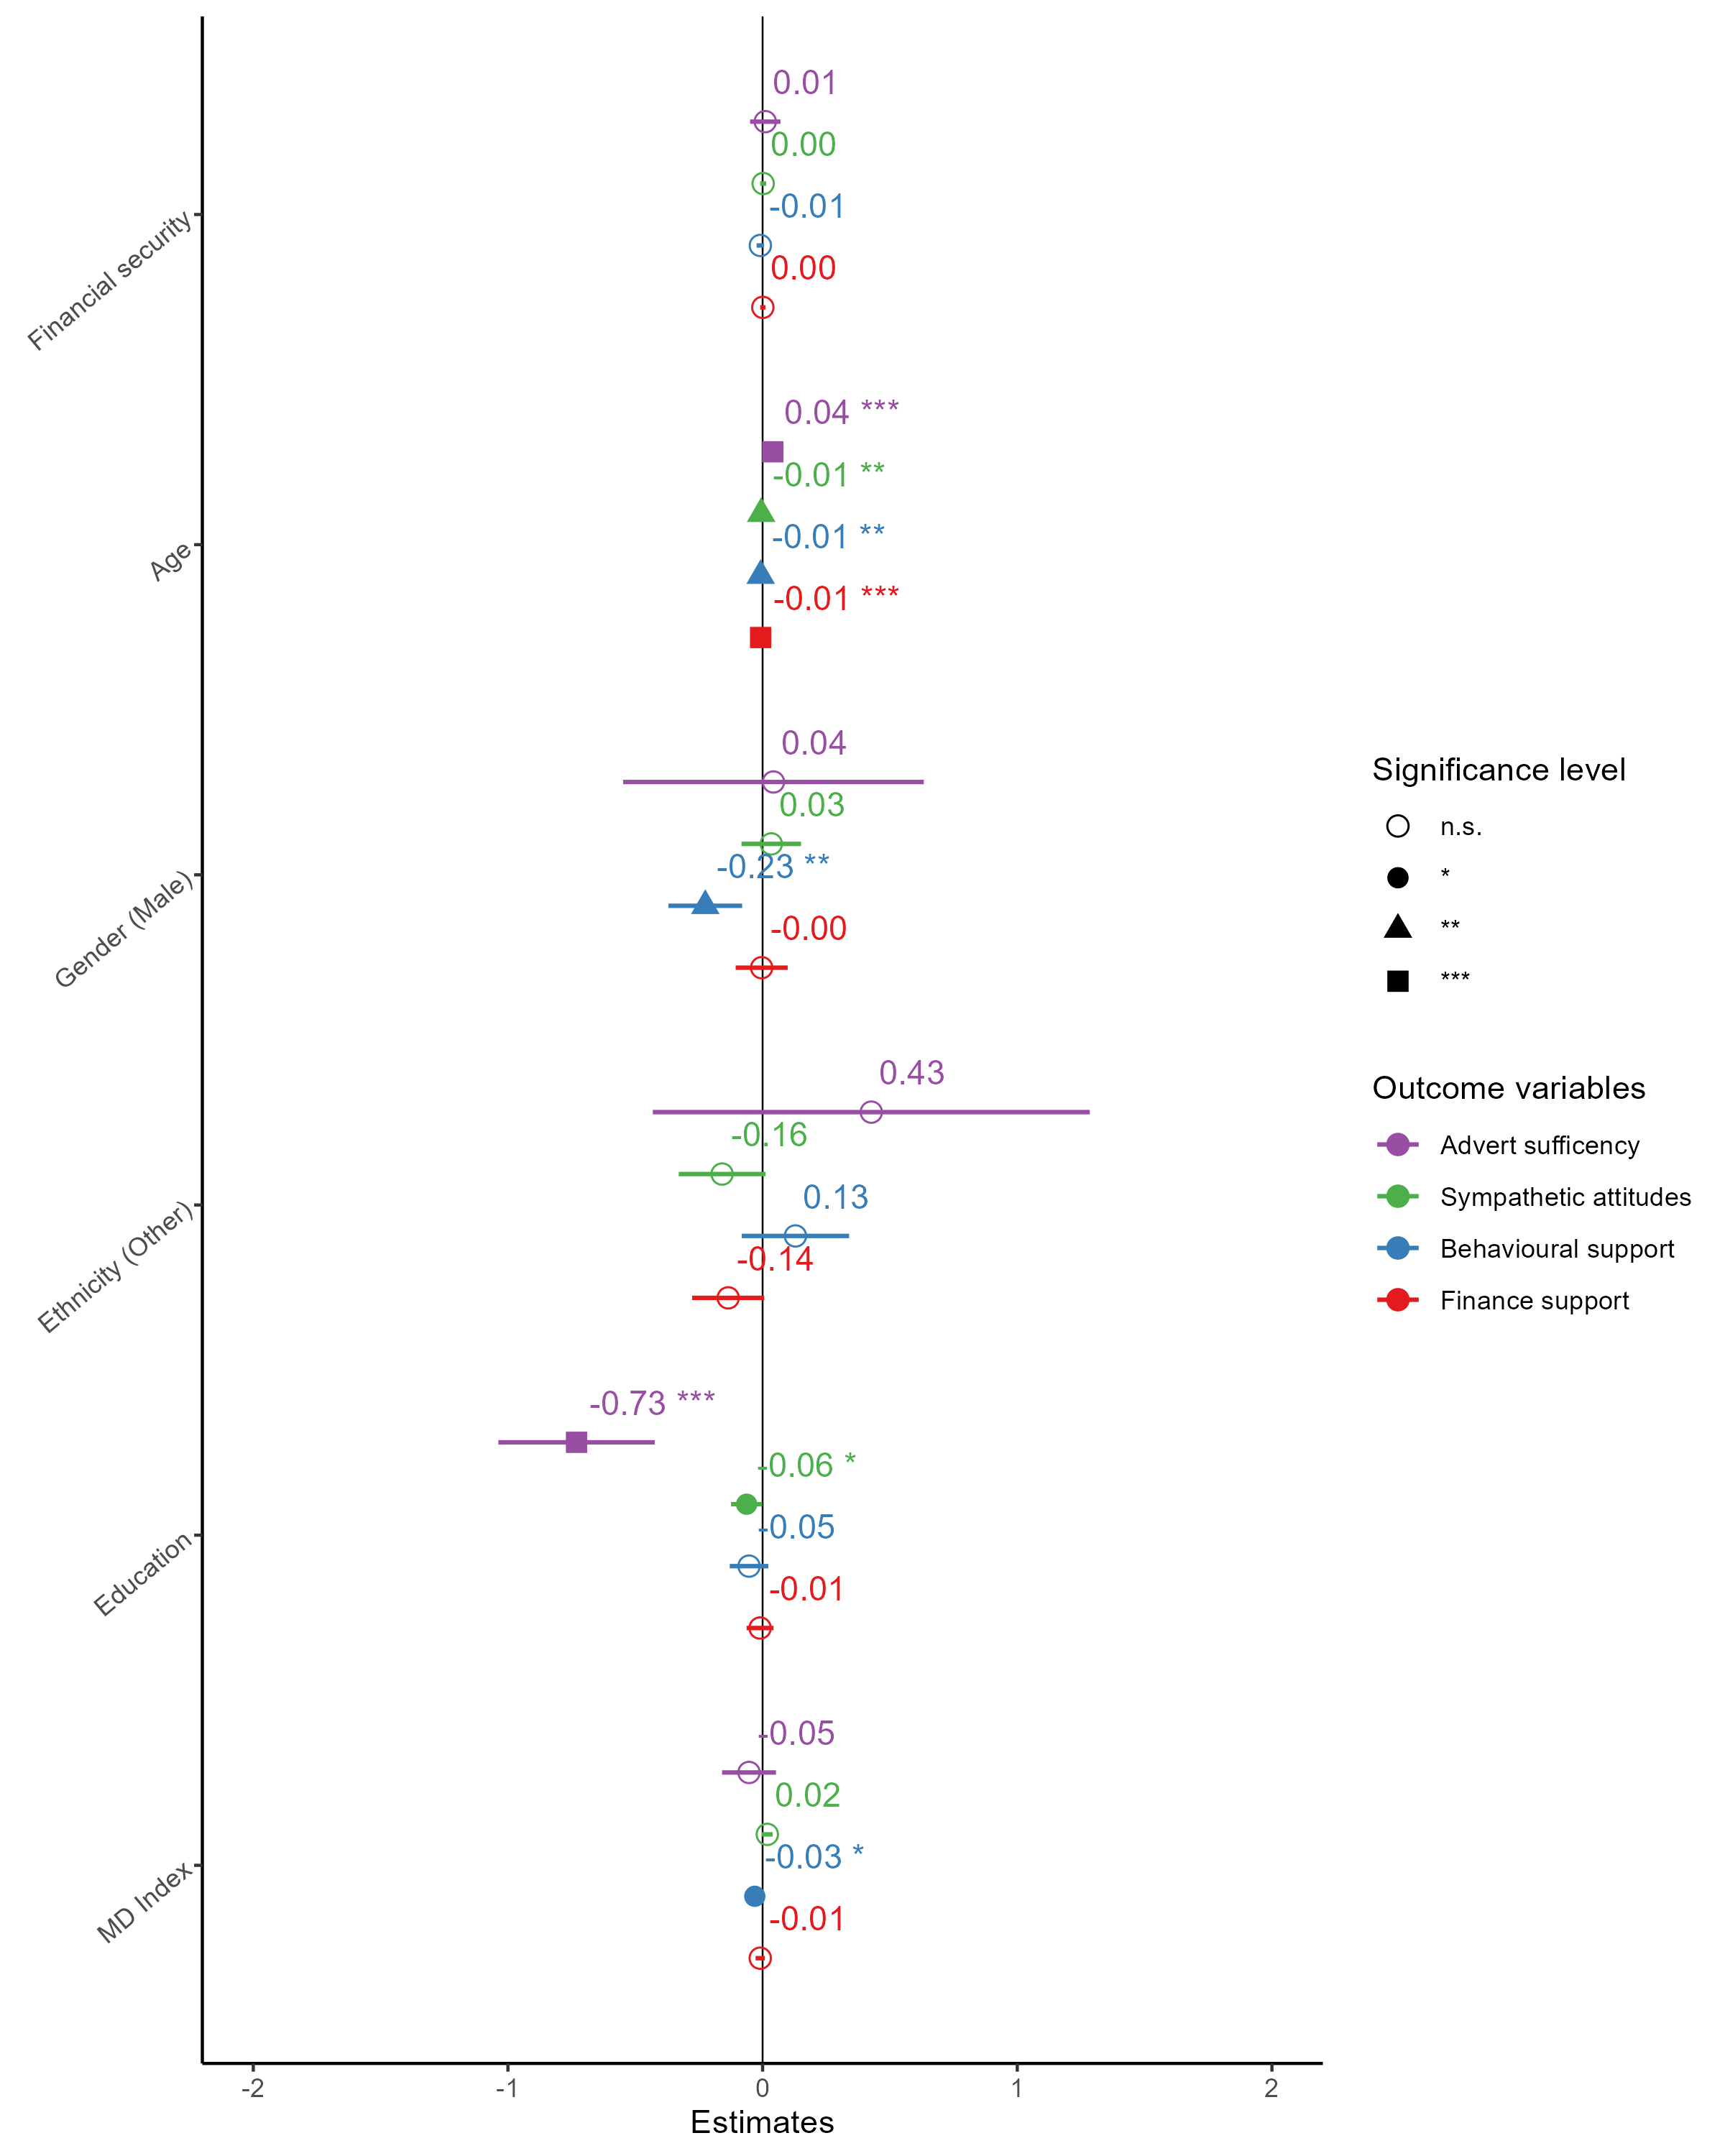 0.01
0.00
-0.01
0.00
Financial security
0.04 ***
-0.01 **
-0.01 **
-0.01 ***
Age
0.04
0.03
-0.23 **
-0.00
Gender (Male)
0.43
-0.16
0.13
-0.14
Ethnicity (Other)
-0.73 ***
-0.06 *
-0.05
-0.01
Education
-0.05
0.02
-0.03 *
-0.01
MD Index
-2
-1
0
1
2
Estimates
Significance level
n.s.
*
**
***
Outcome variables
Advert sufficency
Sympathetic attitudes
Behavioural support
Finance support